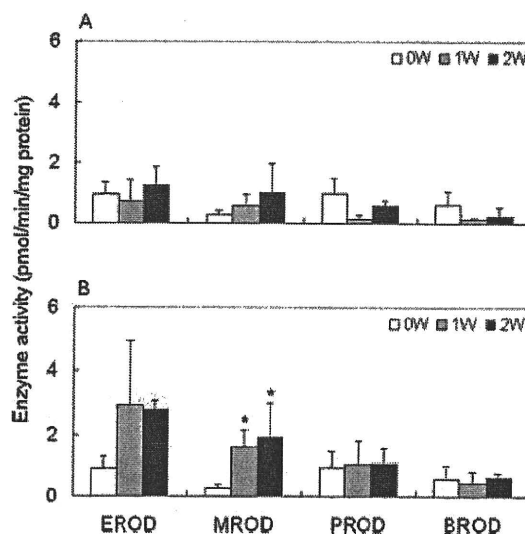 A
0W 1W 2W
6
4
2
0
Enzyme activity (pmol/min/mg protein)
B
0W 1W 2W
6
4
* *
2
0
EROD MROD PROD BROD